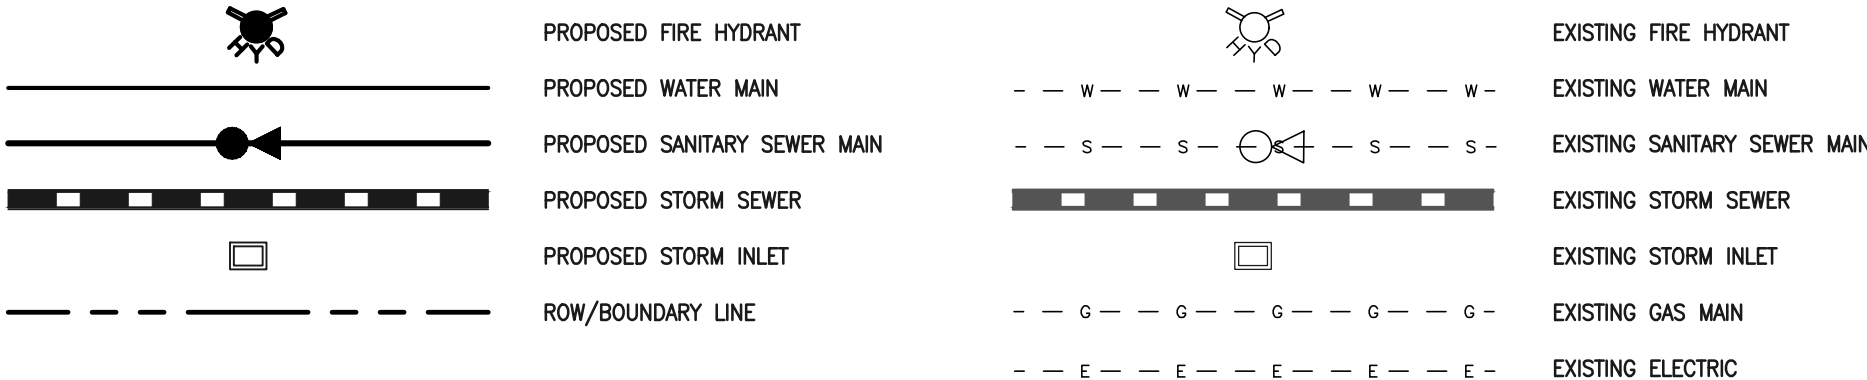 HYD PROPOSED FIRE HYDRANT
PROPOSED WATER MAIN
PROPOSED SANITARY SEWER MAIN
PROPOSED STORM SEWER
PROPOSED STORM INLET
ROW/BOUNDARY LINE
HYD EXISTING FIRE HYDRANT
W W W W W EXISTING WATER MAIN
S S S S S EXISTING SANITARY SEWER MAIN
EXISTING STORM SEWER
EXISTING STORM INLET
G G G G G EXISTING GAS MAIN
E E E E E EXISTING ELECTRIC